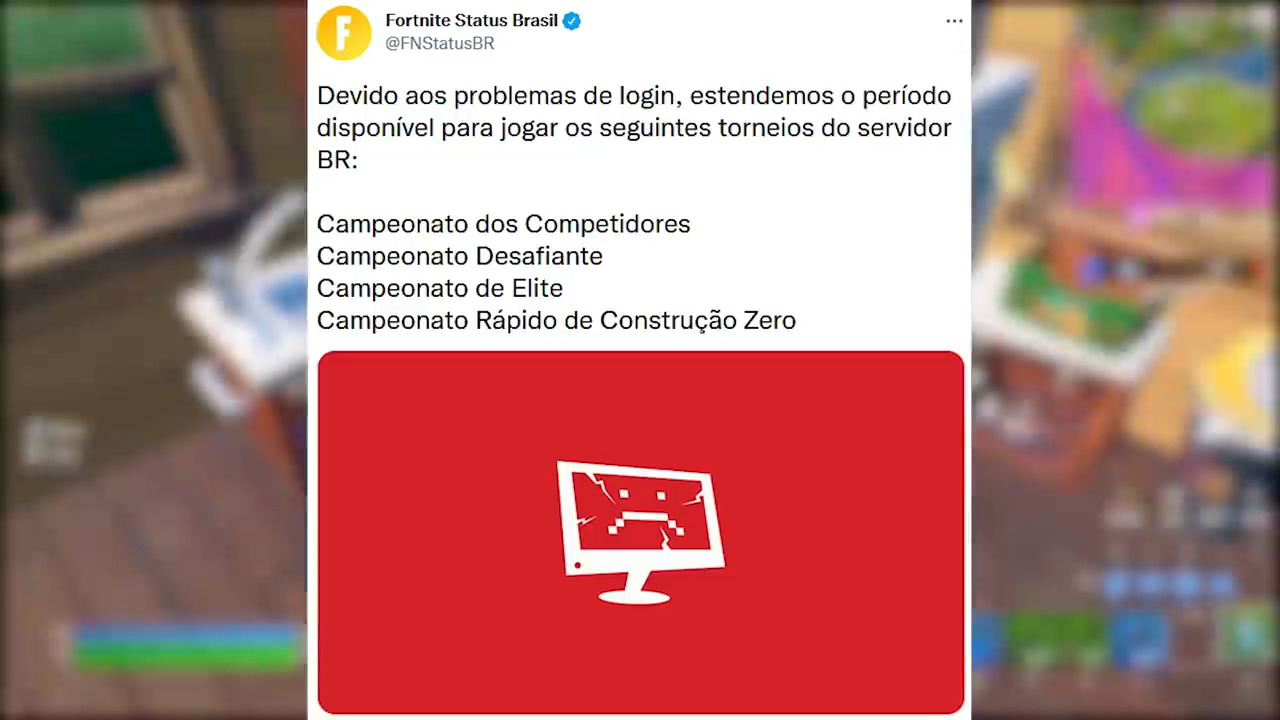 Fortnite Status Brasil
@FNStatusBR
Devido aos problemas de login, estendemos o período
disponível para jogar os seguintes torneios do servidor
BR:
Campeonato dos Competidores
Campeonato Desafiante
Campeonato de Elite
Campeonato Rápido de Construção Zero